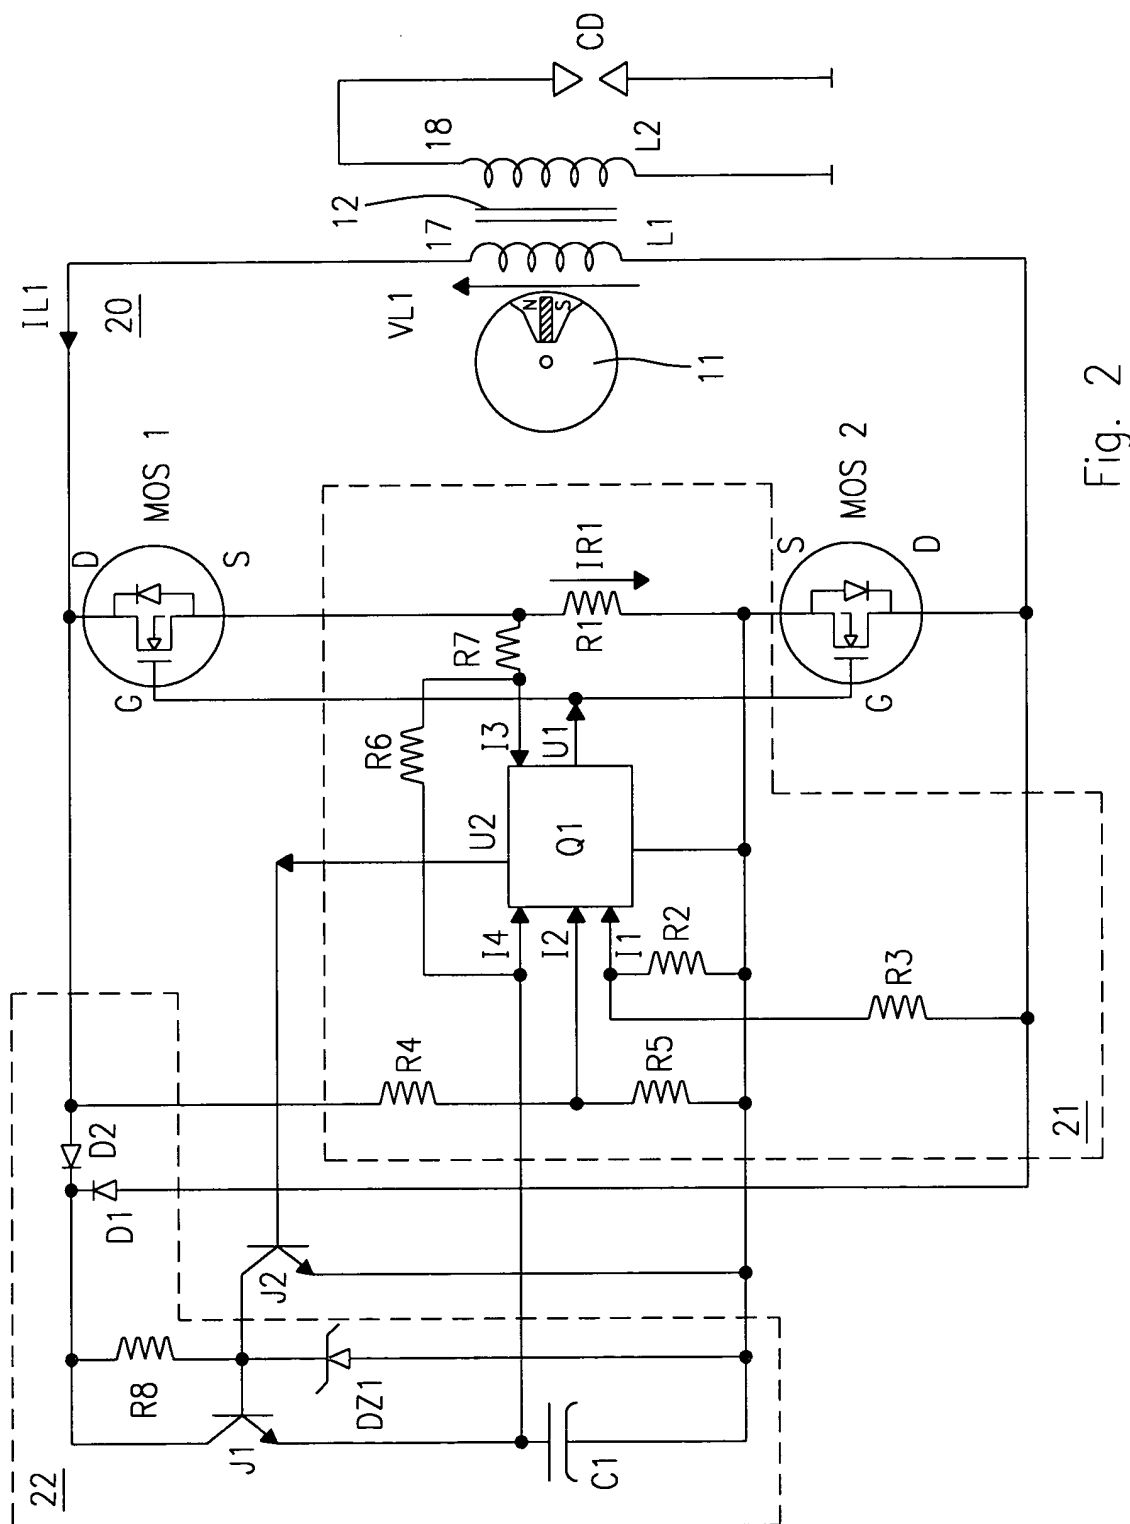 22
J1
R8
DZ1
C1
J2
D1
D2
R4
R5
21
R3
I4
I2
I1
R2
U2
Q1
R6
I3
U1
R7
R1
IR1
G
D
S
MOS 1
G
S
D
MOS 2
IL1
20
VL1
N
S
11
12
17
L1
18
L2
CD
Fig. 2